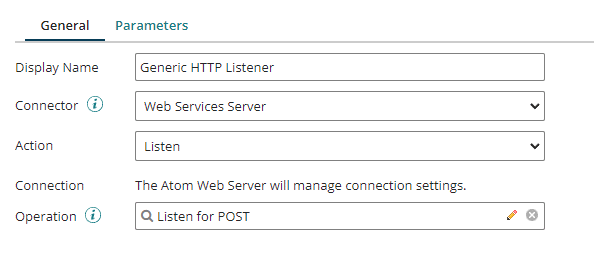 General Parameters
Display Name Generic HTTP Listener
Connector i Web Services Server
Action Listen
Connection The Atom Web Server will manage connection settings.
Operation i Listen for POST